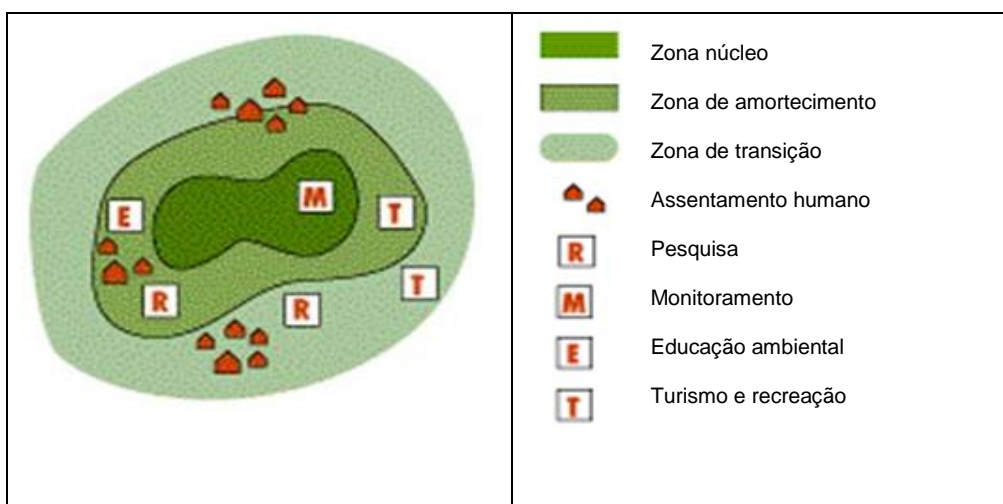 Zona núcleo
Zona de amortecimento
Zona de transição
Assentamento humano
E
M
T
R
R
T
R
Pesquisa
M
Monitoramento
E
Educação ambiental
T
Turismo e recreação